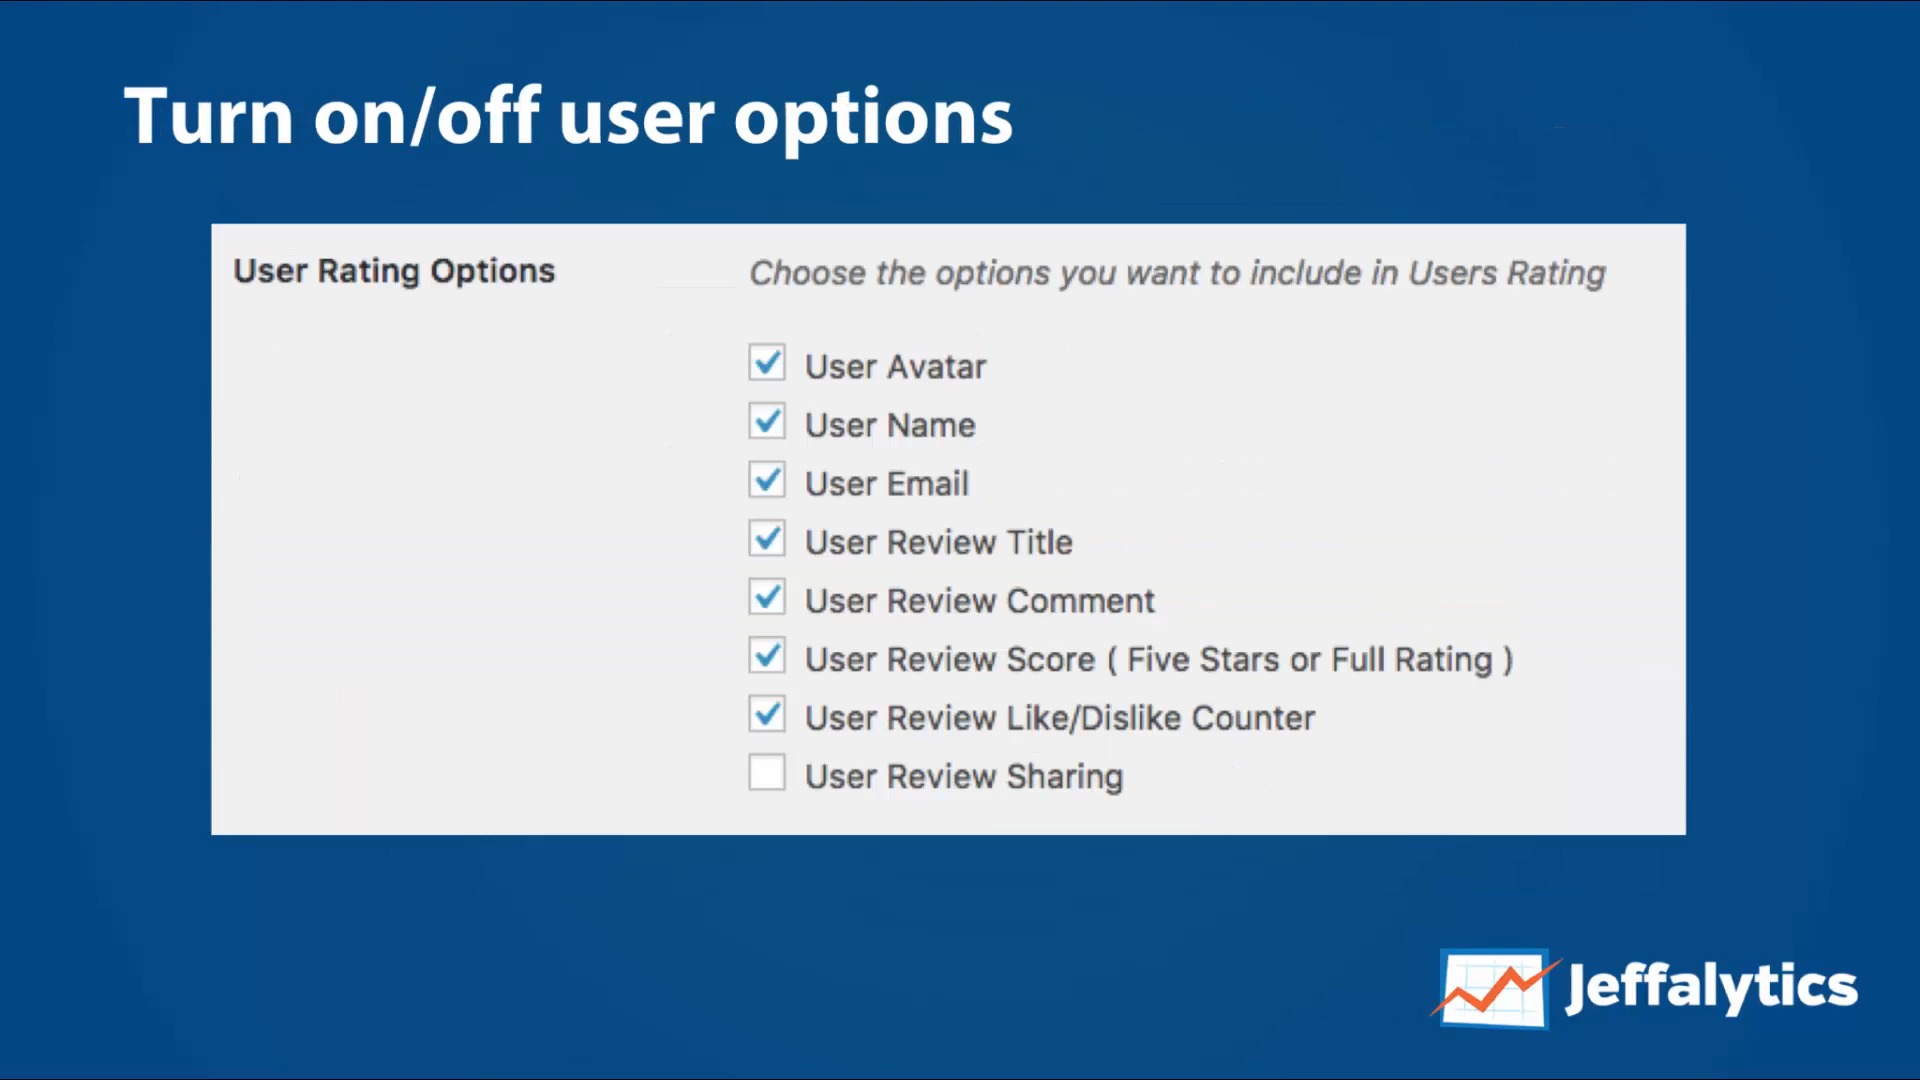 Turn on/off user options
User Rating Options
Choose the options you want to include in Users Rating
User Avatar
User Name
User Email
User Review Title
User Review Comment
User Review Score ( Five Stars or Full Rating )
User Review Like/Dislike Counter
User Review Sharing
Jeffalytics